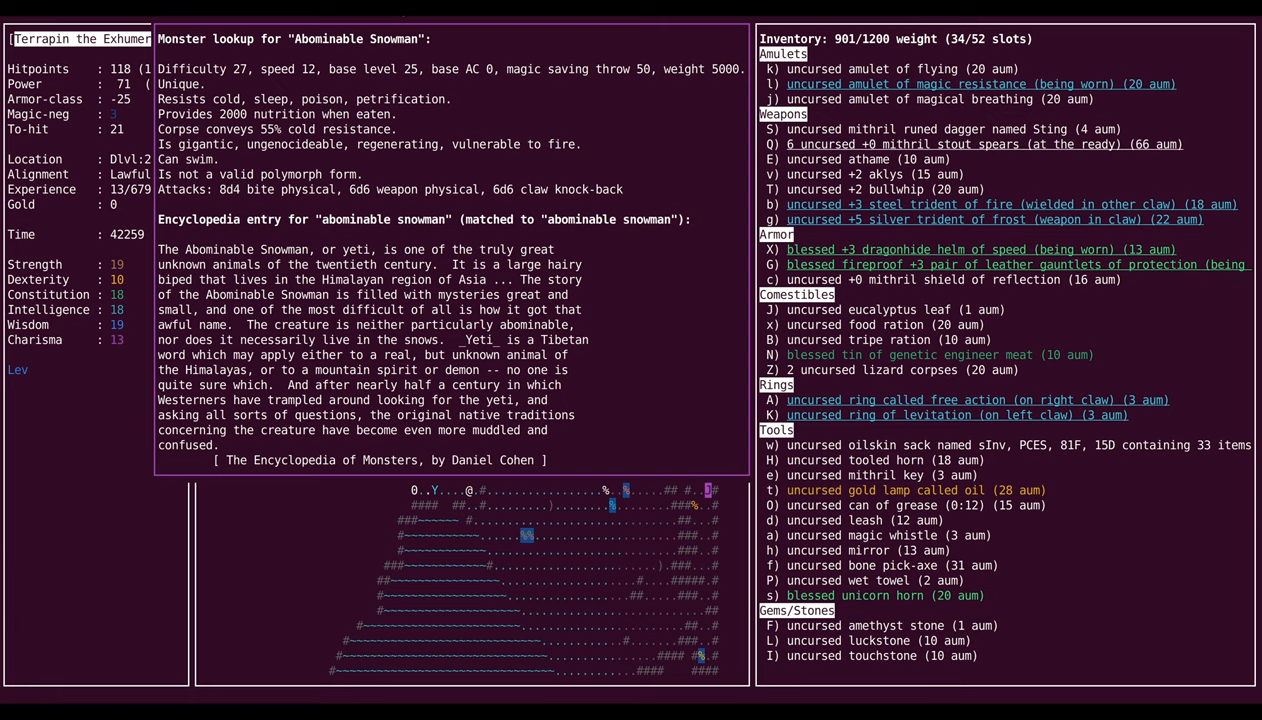 [Terrapin the Exhumer
Hitpoints : 118 (1
Power : 71 (
Armor-class : -25
Magic-neg : 3
To-hit : 21
Location : Dlvl:2
Alignment : Lawful
Experience : 13/679
Gold : 0
Time : 42259
Strength : 19
Dexterity : 10
Constitution : 18
Intelligence : 18
Wisdom : 19
Charisma : 13
Lev
Monster lookup for "Abominable Snowman":
Difficulty 27, speed 12, base level 25, base AC 0, magic saving throw 50, weight 5000.
Unique.
Resists cold, sleep, poison, petrification.
Provides 2000 nutrition when eaten.
Corpse conveys 55% cold resistance.
Is gigantic, ungenocideable, regenerating, vulnerable to fire.
Can swim.
Is not a valid polymorph form.
Attacks: 8d4 bite physical, 6d6 weapon physical, 6d6 claw knock-back
Encyclopedia entry for "abominable snowman" (matched to "abominable snowman"):
The Abominable Snowman, or yeti, is one of the truly great
unknown animals of the twentieth century. It is a large hairy
biped that lives in the Himalayan region of Asia ... The story
of the Abominable Snowman is filled with mysteries great and
small, and one of the most difficult of all is how it got that
awful name. The creature is neither particularly abominable,
nor does it necessarily live in the snows. _Yeti_ is a Tibetan
word which may apply either to a real, but unknown animal of
the Himalayas, or to a mountain spirit or demon -- no one is
quite sure which. And after nearly half a century in which
Westerners have trampled around looking for the yeti, and
asking all sorts of questions, the original native traditions
concerning the creature have become even more muddled and
confused.
[ The Encyclopedia of Monsters, by Daniel Cohen ]
Inventory: 901/1200 weight (34/52 slots)
Amulets
k) uncursed amulet of flying (20 aum)
l) uncursed amulet of magic resistance (being worn) (20 aum)
j) uncursed amulet of magical breathing (20 aum)
Weapons
S) uncursed mithril runed dagger named Sting (4 aum)
Q) 6 uncursed +0 mithril stout spears (at the ready) (66 aum)
E) uncursed athame (10 aum)
v) uncursed +2 aklys (15 aum)
T) uncursed +2 bullwhip (20 aum)
b) uncursed +3 steel trident of fire (wielded in other claw) (18 aum)
g) uncursed +5 silver trident of frost (weapon in claw) (22 aum)
Armor
X) blessed +3 dragonhide helm of speed (being worn) (13 aum)
G) blessed fireproof +3 pair of leather gauntlets of protection (being
c) uncursed +0 mithril shield of reflection (16 aum)
Comestibles
J) uncursed eucalyptus leaf (1 aum)
x) uncursed food ration (20 aum)
B) uncursed tripe ration (10 aum)
N) blessed tin of genetic engineer meat (10 aum)
Z) 2 uncursed lizard corpses (20 aum)
Rings
A) uncursed ring called free action (on right claw) (3 aum)
K) uncursed ring of levitation (on left claw) (3 aum)
Tools
w) uncursed oilskin sack named sInv, PCES, 81F, 15D containing 33 items
H) uncursed tooled horn (18 aum)
e) uncursed mithril key (3 aum)
t) uncursed gold lamp called oil (28 aum)
O) uncursed can of grease (0:12) (15 aum)
d) uncursed leash (12 aum)
a) uncursed magic whistle (3 aum)
h) uncursed mirror (13 aum)
f) uncursed bone pick-axe (31 aum)
P) uncursed wet towel (2 aum)
s) blessed unicorn horn (20 aum)
Gems/Stones
F) uncursed amethyst stone (1 aum)
L) uncursed luckstone (10 aum)
I) uncursed touchstone (10 aum)